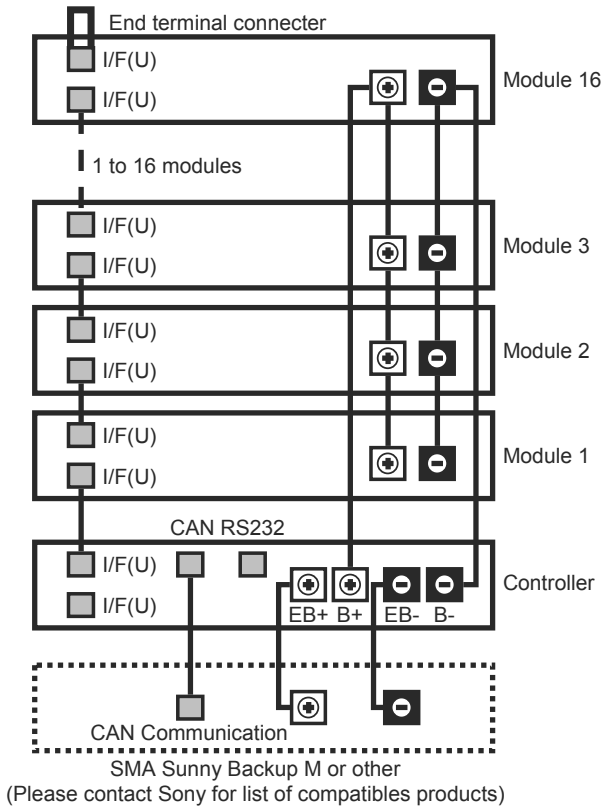 End terminal connecter
I/F(U)
Module 16
I/F(U)
1 to 16 modules
I/F(U)
Module 3
I/F(U)
I/F(U)
Module 2
I/F(U)
I/F(U)
Module 1
I/F(U)
CAN RS232
I/F(U)
Controller
I/F(U)
EB+ B+ EB- B-
CAN Communication
SMA Sunny Backup M or other
(Please contact Sony for list of compatibles products)